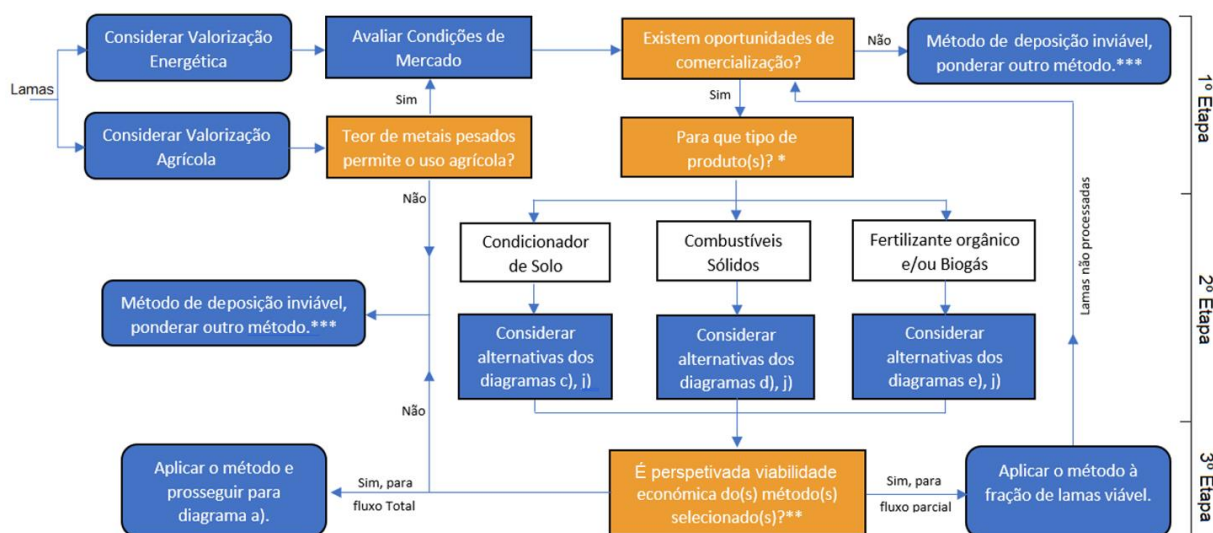 Lamas
Considerar Valorização
Energética
Avaliar Condições de
Mercado
Existem oportunidades de
comercialização?
Não
Método de deposição inviável,
ponderar outro método.***
Sim
Sim
Considerar Valorização
Agrícola
Teor de metais pesados
permite o uso agrícola?
Para que tipo de
produto(s)? *
1º Etapa
Não
Lamas não processadas
Condicionador
de Solo
Combustíveis
Sólidos
Fertilizante orgânico
e/ou Biogás
2º Etapa
Método de deposição inviável,
ponderar outro método.***
Considerar
alternativas dos
diagramas c), j)
Considerar
alternativas dos
diagramas d), j)
Considerar
alternativas dos
diagramas e), j)
Não
Aplicar o método e
prosseguir para
diagrama a).
Sim, para
fluxo Total
É perspetivada viabilidade
económica do(s) método(s)
selecionado(s)?**
Sim, para
fluxo parcial
Aplicar o método à
fração de lamas viável.
3º Etapa